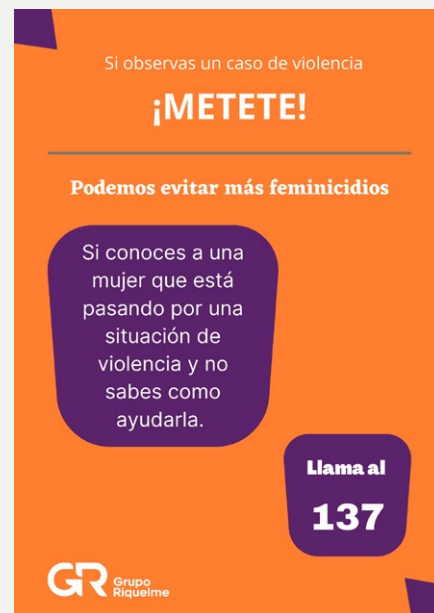 Si observas un caso de violencia
¡METETE!
Podemos evitar más feminicidios
Si conoces a una
mujer que está
pasando por una
situación de
violencia y no
sabes como
ayudarla.
Llama al
137
GR Grupo
Riquelme